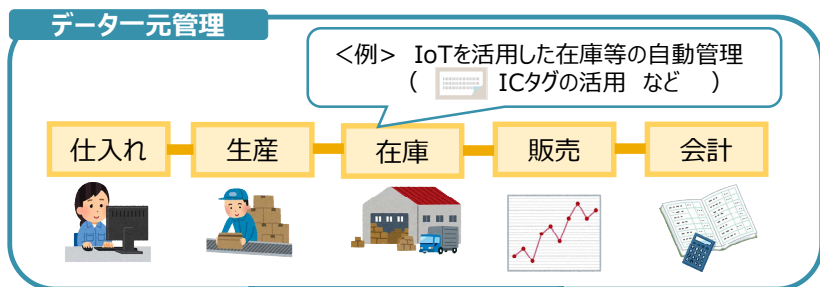 データ一元管理
<例> IoTを活用した在庫等の自動管理
( ICタグの活用 など )
仕入れ
生産
在庫
販売
会計